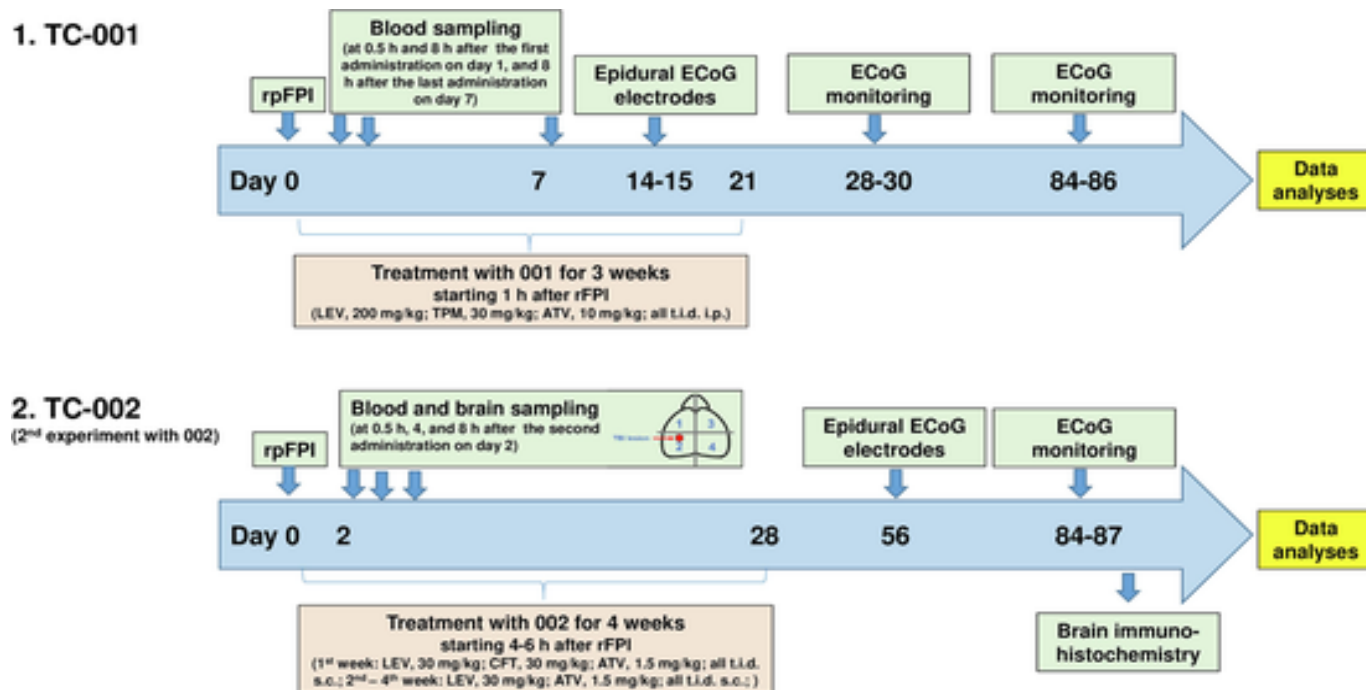 1. TC-001
Blood sampling
(at 0.5 h and 8 h after the first
administration on day 1, and 8
h after the last administration
on day 7)
rpFPI
Epidural ECoG
electrodes
ECoG
monitoring
ECoG
monitoring
Day 0
7
14-15
21
28-30
84-86
Data
analyses
Treatment with 001 for 3 weeks
starting 1 h after rFPI
(LEV, 200 mg/kg; TPM, 30 mg/kg; ATV, 10 mg/kg; all t.i.d. i.p.)
2. TC-002
(2nd experiment with 002)
rpFPI
Blood and brain sampling
(at 0.5 h, 4, and 8 h after the second
administration on day 2)
TBI lesion
1
3
2
4
Epidural ECoG
electrodes
ECoG
monitoring
Day 0
2
28
56
84-87
Data
analyses
Treatment with 002 for 4 weeks
starting 4-6 h after rFPI
(1st week: LEV, 30 mg/kg; CFT, 30 mg/kg; ATV, 1.5 mg/kg; all t.i.d.
s.c.; 2nd – 4th week: LEV, 30 mg/kg; ATV, 1.5 mg/kg; all t.i.d. s.c.; )
Brain immuno-
histochemistry